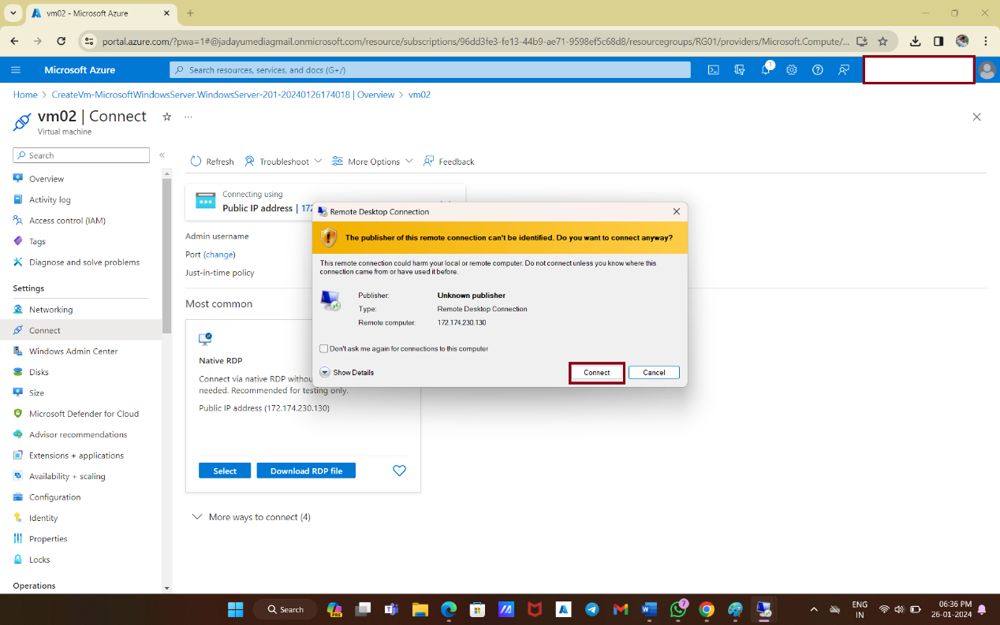 vm02 - Microsoft Azure
portal.azure.com/?pwa=1#@jadayumediagmail.onmicrosoft.com/resource/subscriptions/96dd3fe3-fe13-44b9-ae71-9598ef5c68d8/resourcegroups/RG01/providers/Microsoft.Compute/...
Microsoft Azure
Search resources, services, and docs (G+/)
1
Home > CreateVm-MicrosoftWindowsServer.WindowsServer-201-20240126174018 | Overview > vm02
vm02 | Connect
Virtual machine
Search
Overview
Activity log
Access control (IAM)
Tags
Diagnose and solve problems
Settings
Networking
Connect
Windows Admin Center
Disks
Size
Microsoft Defender for Cloud
Advisor recommendations
Extensions + applications
Availability + scaling
Configuration
Identity
Properties
Locks
Operations
Refresh Troubleshoot More Options Feedback
Connecting using
Public IP address | 172
Admin username
Port (change)
Just-in-time policy
Most common
Native RDP
Connect via native RDP withou
needed. Recommended for testing only.
Public IP address (172.174.230.130)
Select Download RDP file
More ways to connect (4)
Remote Desktop Connection
The publisher of this remote connection can't be identified. Do you want to connect anyway?
This remote connection could harm your local or remote computer. Do not connect unless you know where this
connection came from or have used it before.
Publisher: Unknown publisher
Type: Remote Desktop Connection
Remote computer: 172.174.230.130
Don't ask me again for connections to this computer
Show Details Connect Cancel
Search
PRE
7
ENG
IN
06:36 PM
26-01-2024